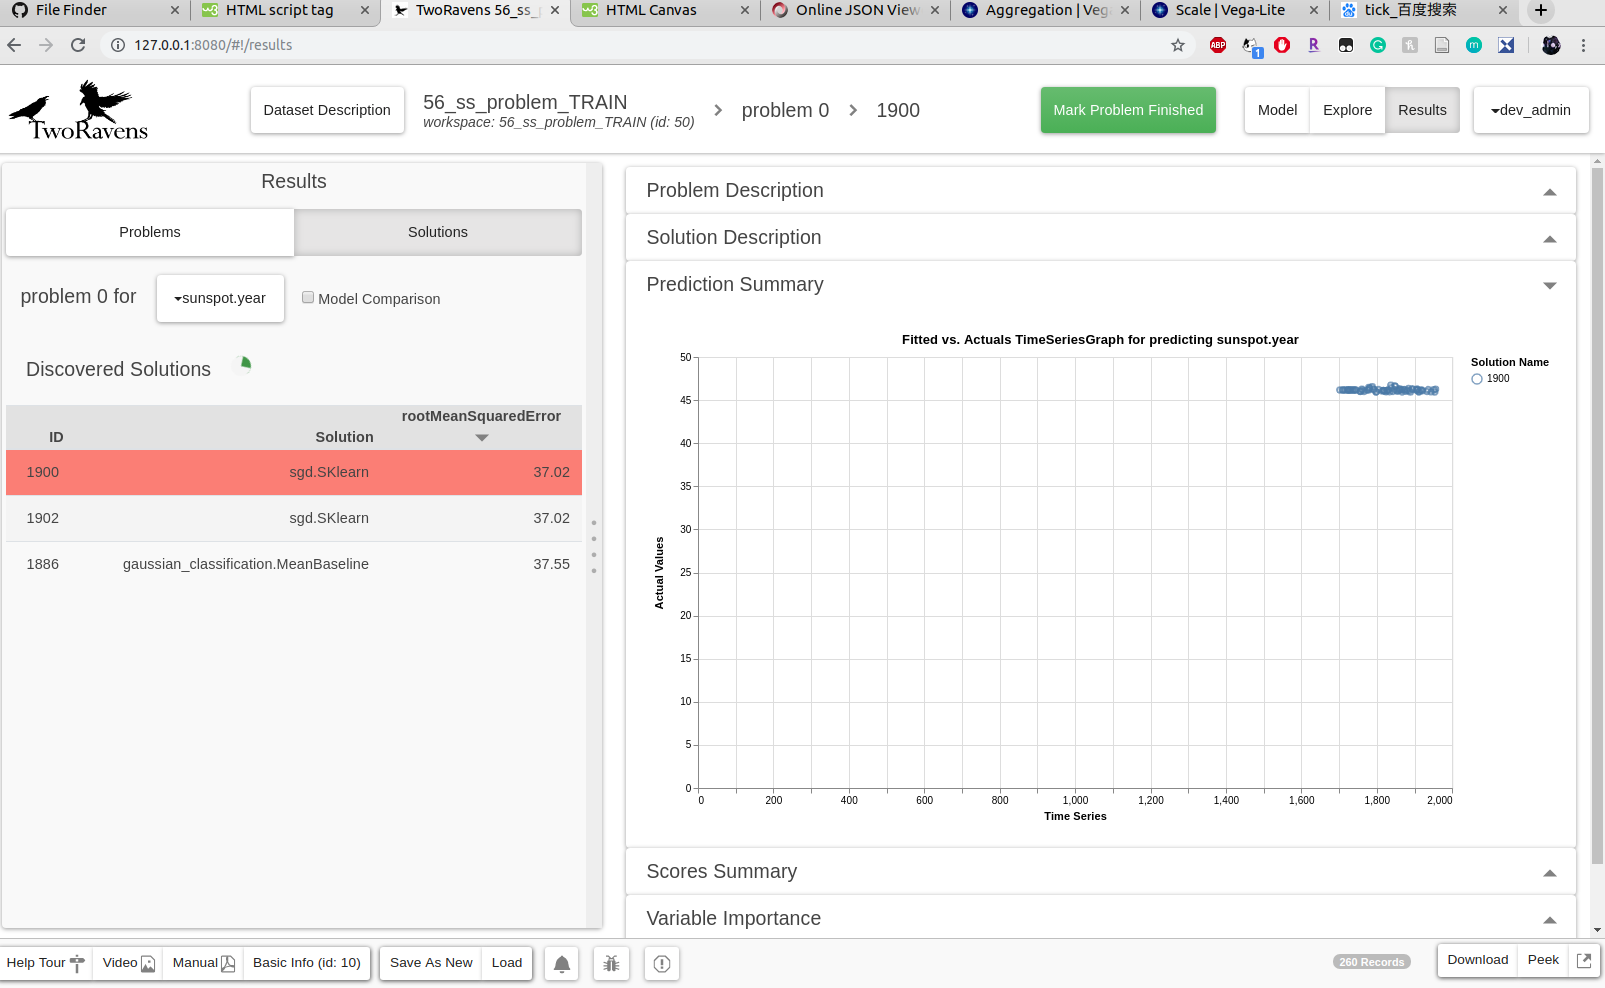 File Finder
HTML script tag
TwoRavens 56_ss_
HTML Canvas
Online JSON View
Aggregation | Veg
Scale | Vega-Lite
tick_百度搜索
127.0.0.1:8080/#!/results
ABP
1
R
m
TwoRavens
Dataset Description
56_ss_problem_TRAIN
workspace: 56_ss_problem_TRAIN (id: 50)
problem 0
1900
Mark Problem Finished
Model
Explore
Results
dev_admin
Results
Problems
Solutions
problem 0 for
sunspot.year
Model Comparison
Discovered Solutions
ID Solution rootMeanSquaredError
1900 sgd.SKlearn 37.02
1902 sgd.SKlearn 37.02
1886 gaussian_classification.MeanBaseline 37.55
Problem Description
Solution Description
Prediction Summary
Fitted vs. Actuals TimeSeriesGraph for predicting sunspot.year
50
45
40
35
30
25
20
15
10
5
0
Actual Values
0 200 400 600 800 1,000 1,200 1,400 1,600 1,800 2,000
Time Series
Solution Name
1900
Scores Summary
Variable Importance
Help Tour
Video
Manual
Basic Info (id: 10)
Save As New
Load
260 Records
Download
Peek